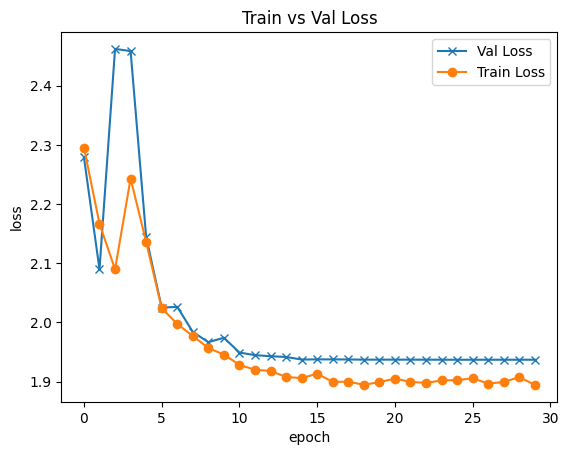 Train vs Val Loss
Val Loss
Train Loss
2.4
2.3
2.2
2.1
2.0
1.9
loss
0 5 10 15 20 25 30
epoch